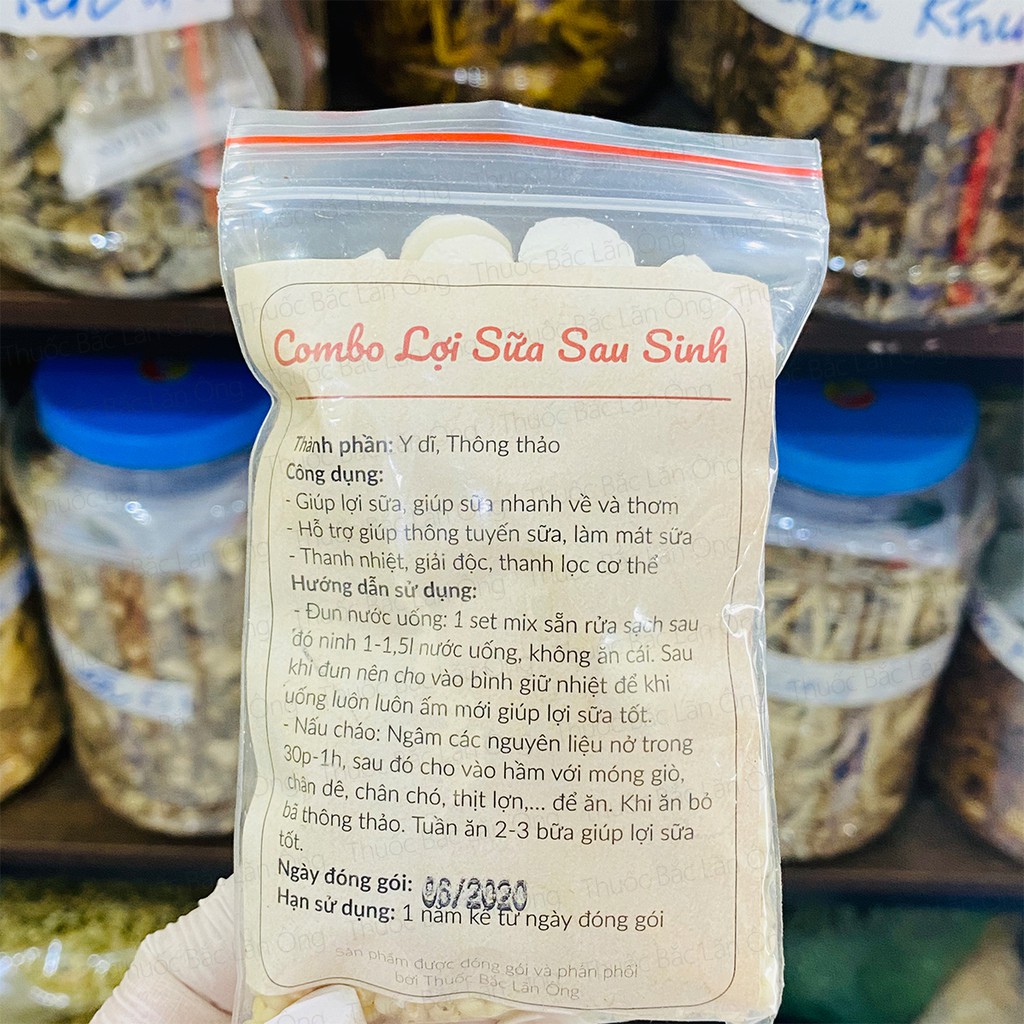 Combo Lợi Sữa Sau Sinh
Thành phần: Y dĩ, Thông thảo
Công dụng:
- Giúp lợi sữa, giúp sữa nhanh về và thơm
- Hỗ trợ giúp thông tuyến sữa, làm mát sữa
- Thanh nhiệt, giải độc, thanh lọc cơ thể
Hướng dẫn sử dụng:
- Đun nước uống: 1 set mix sẵn rửa sạch sau
đó ninh 1-1,5l nước uống, không ăn cái. Sau
khi đun nên cho vào bình giữ nhiệt để khi
uống luôn luôn ấm mới giúp lợi sữa tốt.
- Nấu cháo: Ngâm các nguyên liệu nở trong
30p-1h, sau đó cho vào hầm với móng giò,
chân dê, chân chó, thịt lợn,... để ăn. Khi ăn bỏ
bã thông thảo. Tuần ăn 2-3 bữa giúp lợi sữa
tốt.
Ngày đóng gói: 06/2020
Hạn sử dụng: 1 năm kể từ ngày đóng gói
Sản phẩm được đóng gói và phân phối
bởi Thuốc Bắc Lãn Ông
Thuốc Bắc Lãn Ông